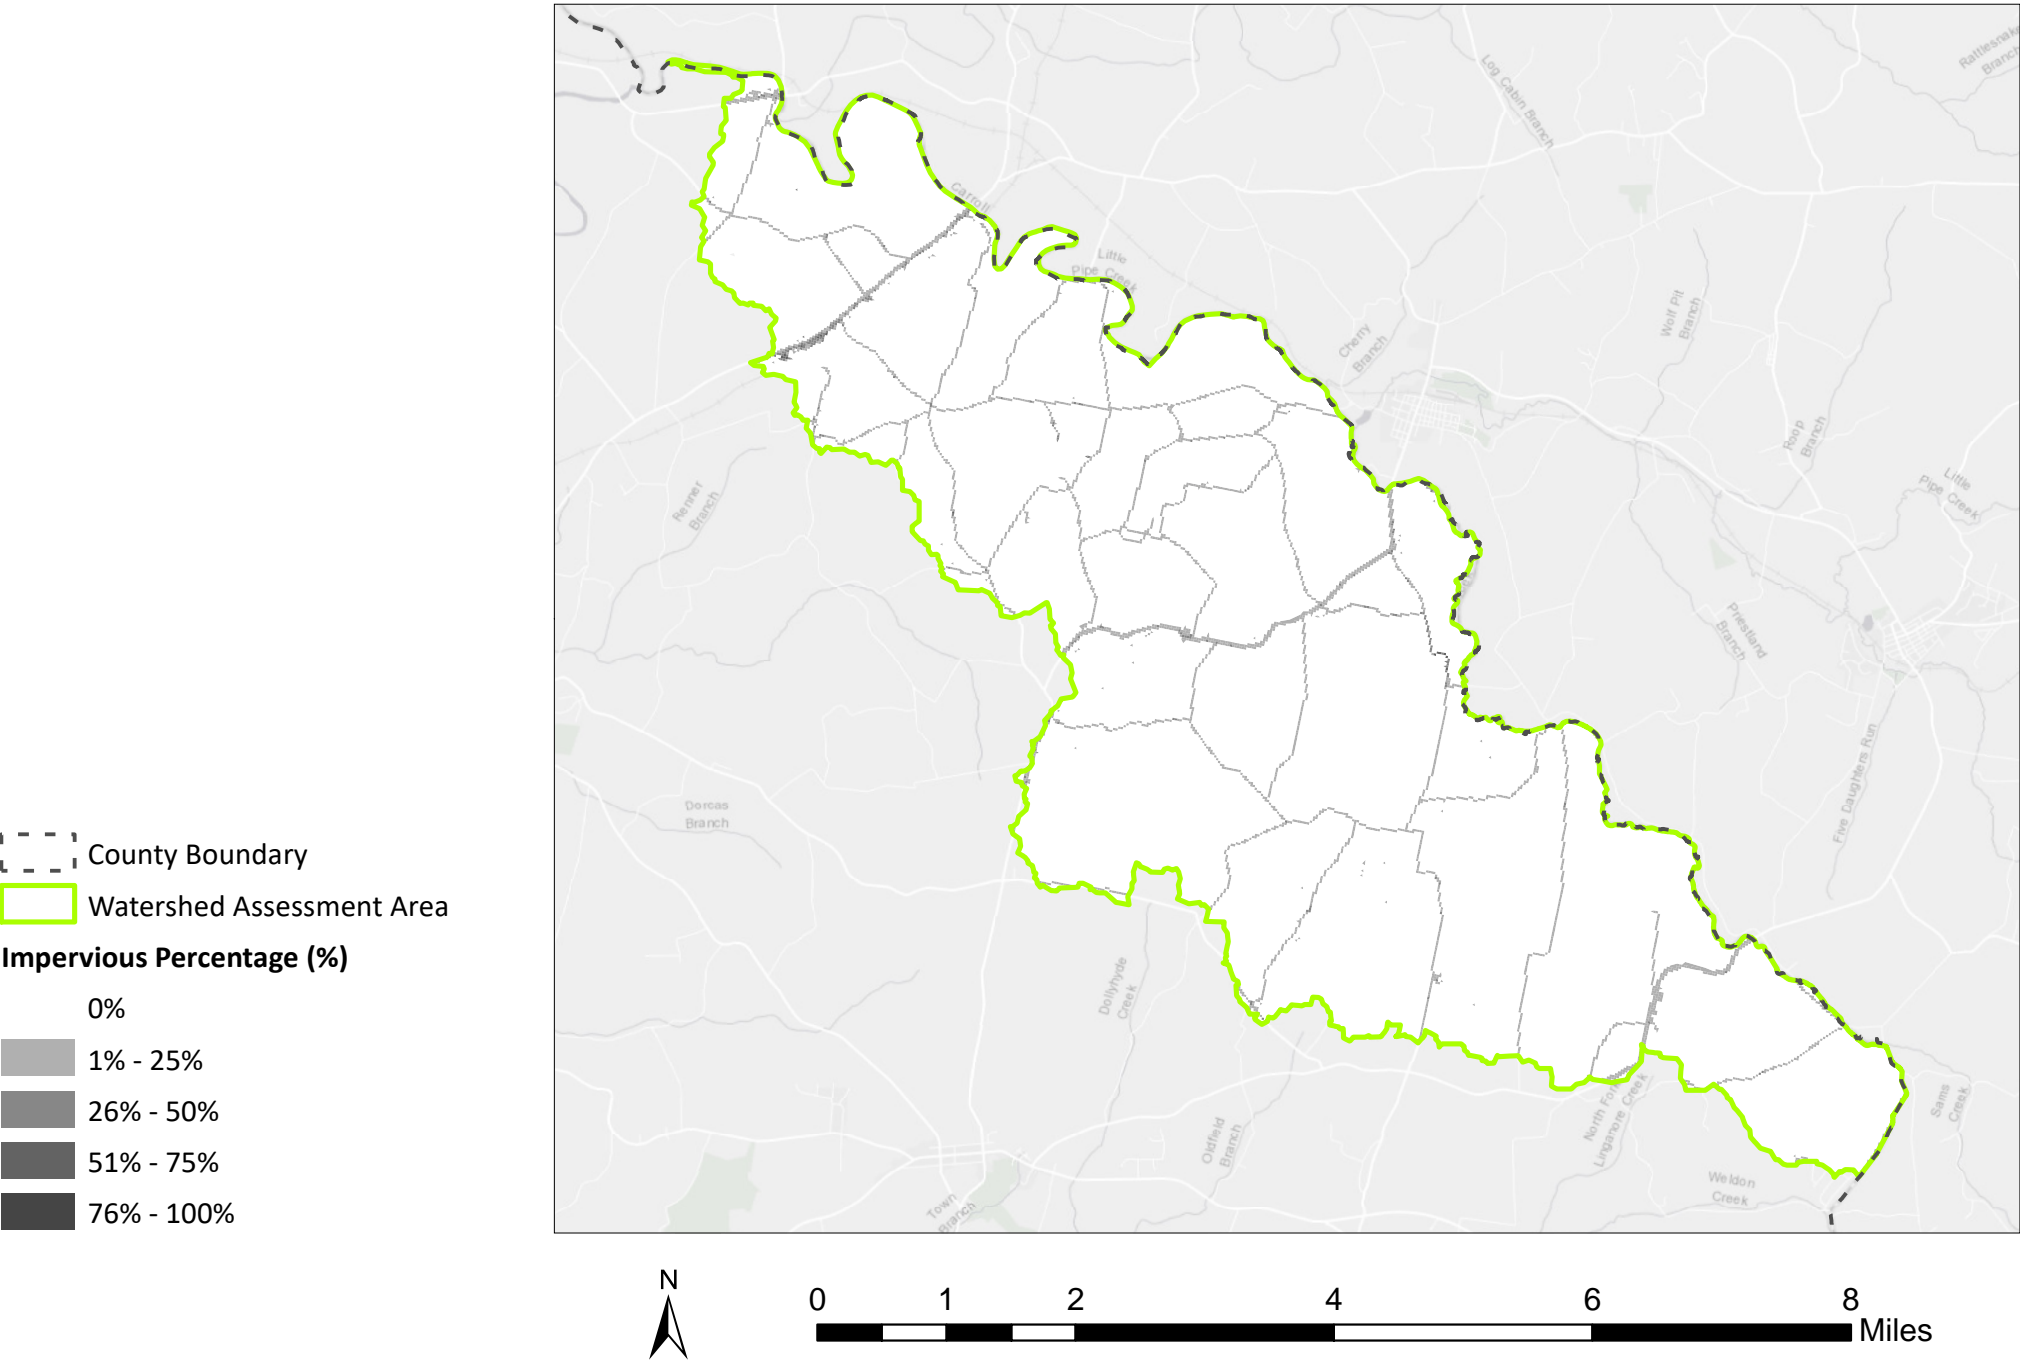 Rattlesnake
Branch
Log Cabin Branch
Carroll
Little
Pipe Creek
Wolf Pit
Branch
Cherry
Branch
Roop
Branch
Little
Pipe Creek
Renner
Branch
Priestland
Branch
Five Daughters Run
Dorcas
Branch
Dollyhyde
Creek
Oldfield
Branch
North Fork
Linganore Creek
Sams
Creek
Weldon
Creek
Town
Branch
County Boundary
Watershed Assessment Area
Impervious Percentage (%)
0%
1% - 25%
26% - 50%
51% - 75%
76% - 100%
N
0 1 2 4 6 8
Miles